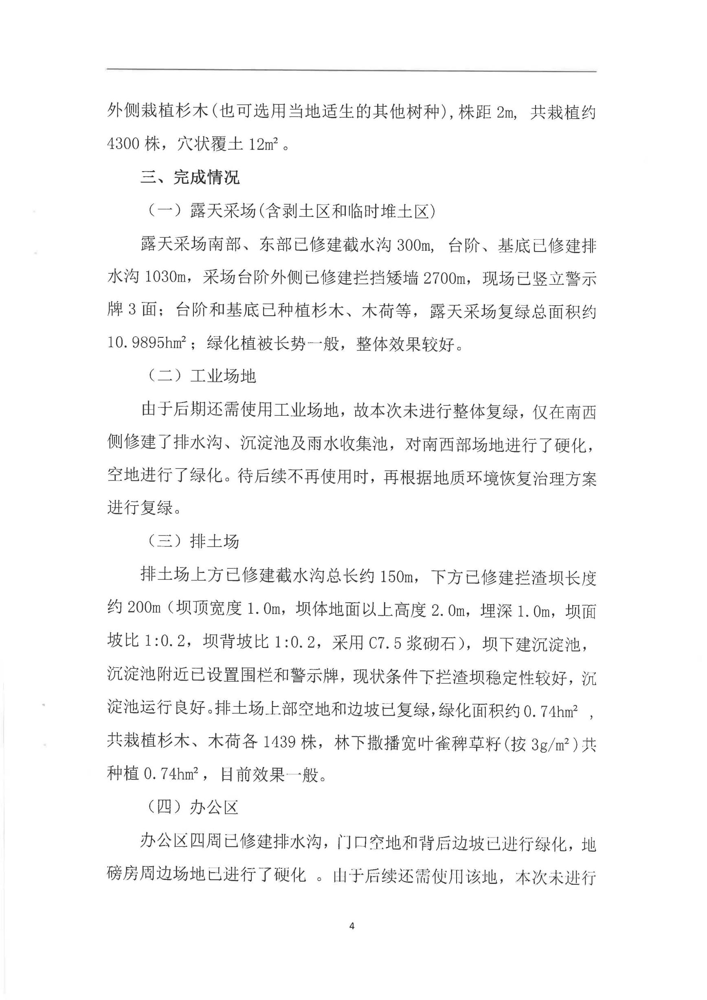 外侧栽植杉木(也可选用当地适生的其他树种),株距 2m, 共栽植约
4300 株，穴状覆土 12m²。
三、完成情况
（一）露天采场(含剥土区和临时堆土区)
露天采场南部、东部已修建截水沟 300m, 台阶、基底已修建排
水沟 1030m，采场台阶外侧已修建拦挡矮墙 2700m，现场已竖立警示
牌 3 面；台阶和基底已种植杉木、木荷等，露天采场复绿总面积约
10.9895hm²；绿化植被长势一般，整体效果较好。
（二）工业场地
由于后期还需使用工业场地，故本次未进行整体复绿，仅在南西
侧修建了排水沟、沉淀池及雨水收集池，对南西部场地进行了硬化，
空地进行了绿化。待后续不再使用时，再根据地质环境恢复治理方案
进行复绿。
（三）排土场
排土场上方已修建截水沟总长约 150m，下方已修建拦渣坝长度
约 200m（坝顶宽度 1.0m，坝体地面以上高度 2.0m，埋深 1.0m，坝面
坡比 1:0.2，坝背坡比 1:0.2，采用 C7.5 浆砌石），坝下建沉淀池，
沉淀池附近已设置围栏和警示牌，现状条件下拦渣坝稳定性较好，沉
淀池运行良好。排土场上部空地和边坡已复绿，绿化面积约 0.74hm² ，
共栽植杉木、木荷各 1439 株，林下撒播宽叶雀稗草籽(按 3g/m²)共
种植 0.74hm²，目前效果一般。
（四）办公区
办公区四周已修建排水沟，门口空地和背后边坡已进行绿化，地
磅房周边场地已进行了硬化 。由于后续还需使用该地，本次未进行
4